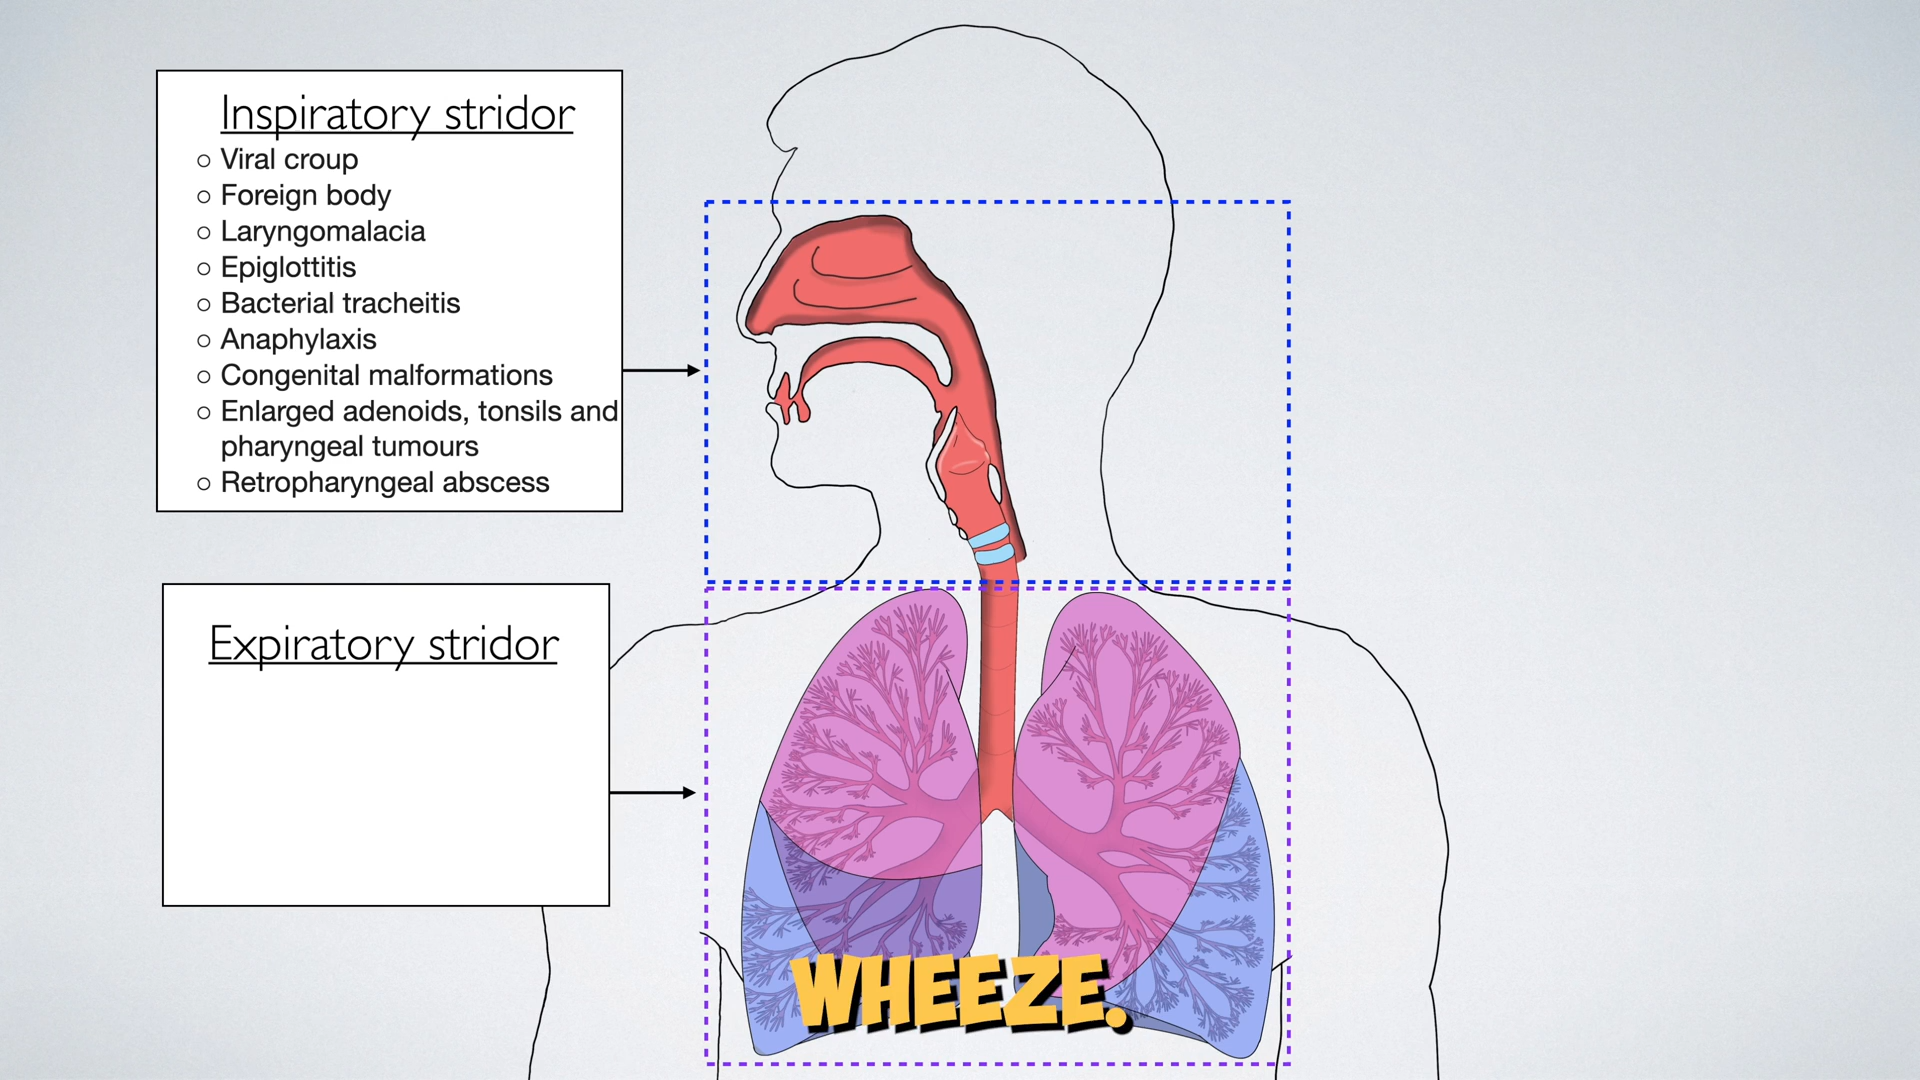 Inspiratory stridor
○ Viral croup
○ Foreign body
○ Laryngomalacia
○ Epiglottitis
○ Bacterial tracheitis
○ Anaphylaxis
○ Congenital malformations
○ Enlarged adenoids, tonsils and
pharyngeal tumours
○ Retropharyngeal abscess
Expiratory stridor
WHEEZE.